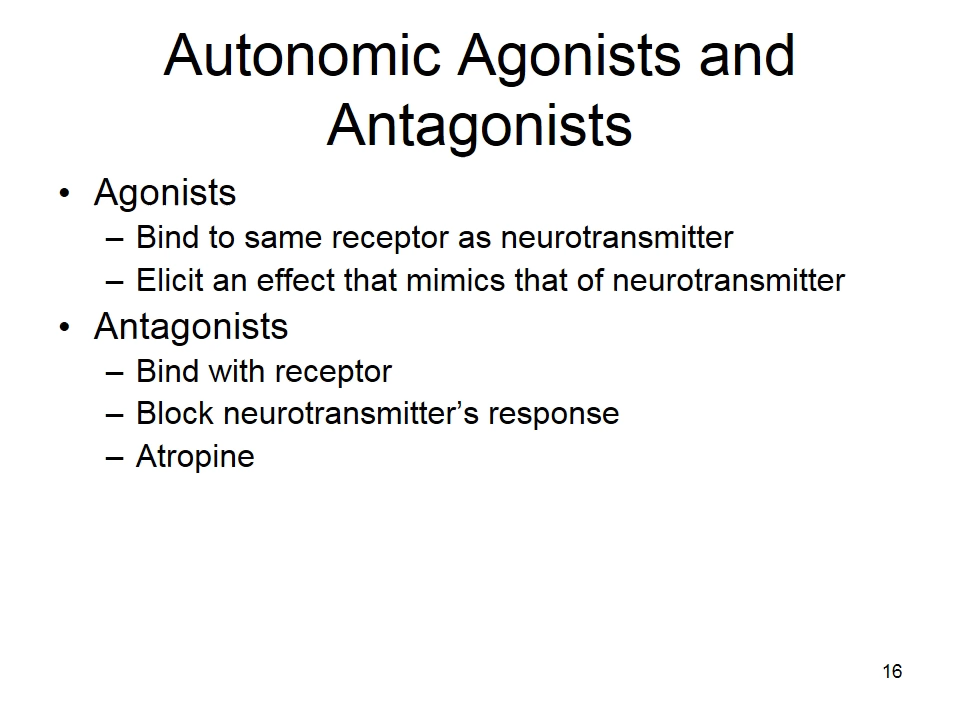 Autonomic Agonists and
Antagonists
• Agonists
– Bind to same receptor as neurotransmitter
– Elicit an effect that mimics that of neurotransmitter
• Antagonists
– Bind with receptor
– Block neurotransmitter’s response
– Atropine
16